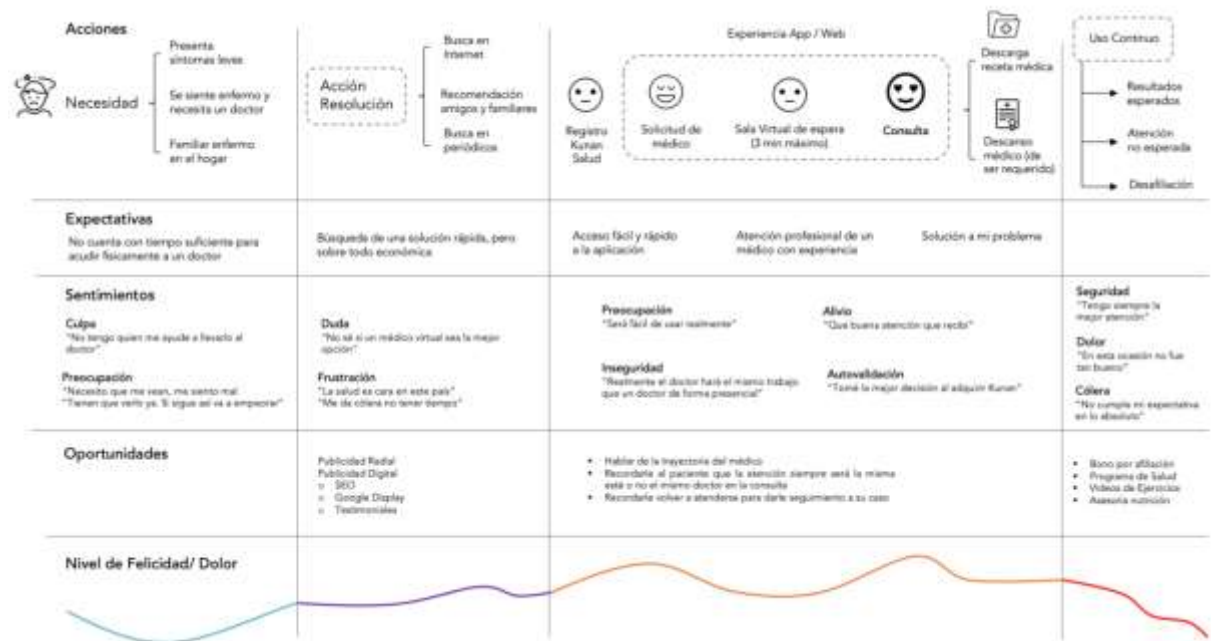 Acciones
Necesidad
Presenta
síntomas leves
Se siente enfermo y
necesita un doctor
Familiar enfermo
en el hogar
Acción
Resolución
Busca en
Internet
Recomendación
amigos y familiares
Busca en
periódicos
Experiencia App / Web
Registro
Kunan
Salud
Solicitud de
médico
Sala Virtual de espera
(3 min máximo)
Consulta
Descarga
receta médica
Descanso
médico (de
ser requerido)
Uso Continuo
Resultados
esperados
Atención
no esperada
Desafiliación
Expectativas
No cuenta con tiempo suficiente para
acudir físicamente a un doctor
Búsqueda de una solución rápida, pero
sobre todo económica
Acceso fácil y rápido
a la aplicación
Atención profesional de un
médico con experiencia
Solución a mi problema
Sentimientos
Culpa
"No tengo quien me ayude a llevarlo al
doctor"
Preocupación
"Necesito que me vean, me siento mal
"Tienen que verlo ya. Si sigue así va a empeorar"
Duda
"No sé si un médico virtual sea la mejor
opción"
Frustración
"La salud es cara en este país"
"Me da cólera no tener tiempo"
Preocupación
"Será fácil de usar realmente"
Inseguridad
"Realmente el doctor hará el mismo trabajo
que un doctor de forma presencial"
Alivio
"Que buena atención que recibí"
Autovalidación
"Tomé la mejor decisión al adquirir Kunan"
Seguridad
"Tengo siempre la
mejor atención"
Dolor
"En esta ocasión no fue
tan bueno"
Cólera
"No cumple mi expectativa
en lo absoluto"
Oportunidades
Publicidad Radial
Publicidad Digital
o SEO
o Google Display
o Testimoniales
• Hablar de la trayectoria del médico
• Recordarle al paciente que la atención siempre será la misma
está o no el mismo doctor en la consulta
• Recordarle volver a atenderse para darle seguimiento a su caso
• Bono por afiliación
• Programa de Salud
• Videos de Ejercicios
• Asesoría nutrición
Nivel de Felicidad/ Dolor